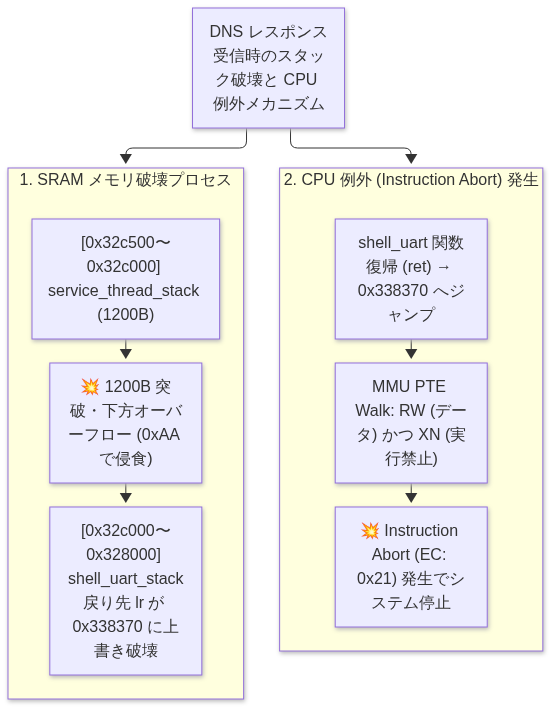 DNS レスポンス
受信時のスタッ
ク破壊と CPU
例外メカニズム
1. SRAM メモリ破壊プロセス
[0x32c500〜
0x32c000]
service_thread_stack
(1200B)
💥 1200B 突
破・下方オーバ
ーフロー (0xAA
で侵食)
[0x32c000〜
0x328000]
shell_uart_stack
戻り先 lr が
0x338370 に上
書き破壊
2. CPU 例外 (Instruction Abort) 発生
shell_uart 関数
復帰 (ret) →
0x338370 へジ
ャンプ
MMU PTE
Walk: RW (デー
タ) かつ XN (実
行禁止)
💥 Instruction
Abort (EC:
0x21) 発生でシ
ステム停止